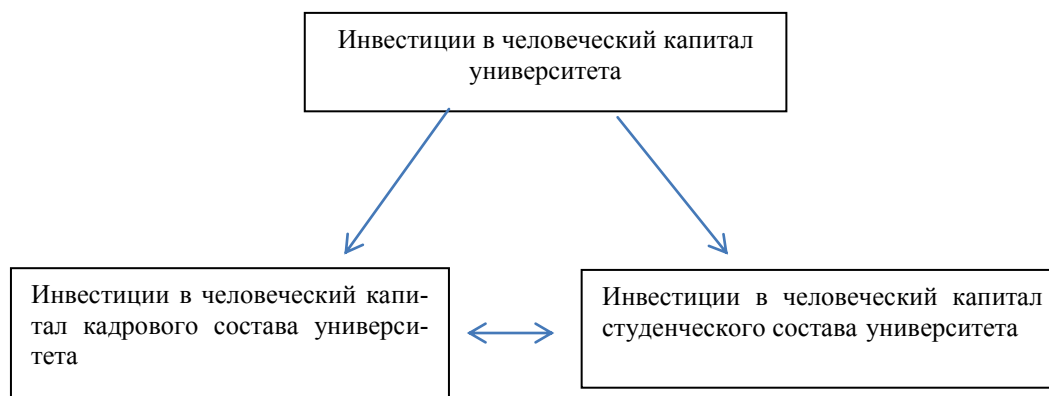 Инвестиции в человеческий капитал
университета
Инвестиции в человеческий капи-
тал кадрового состава универси-
тета
Инвестиции в человеческий капитал
студенческого состава университета